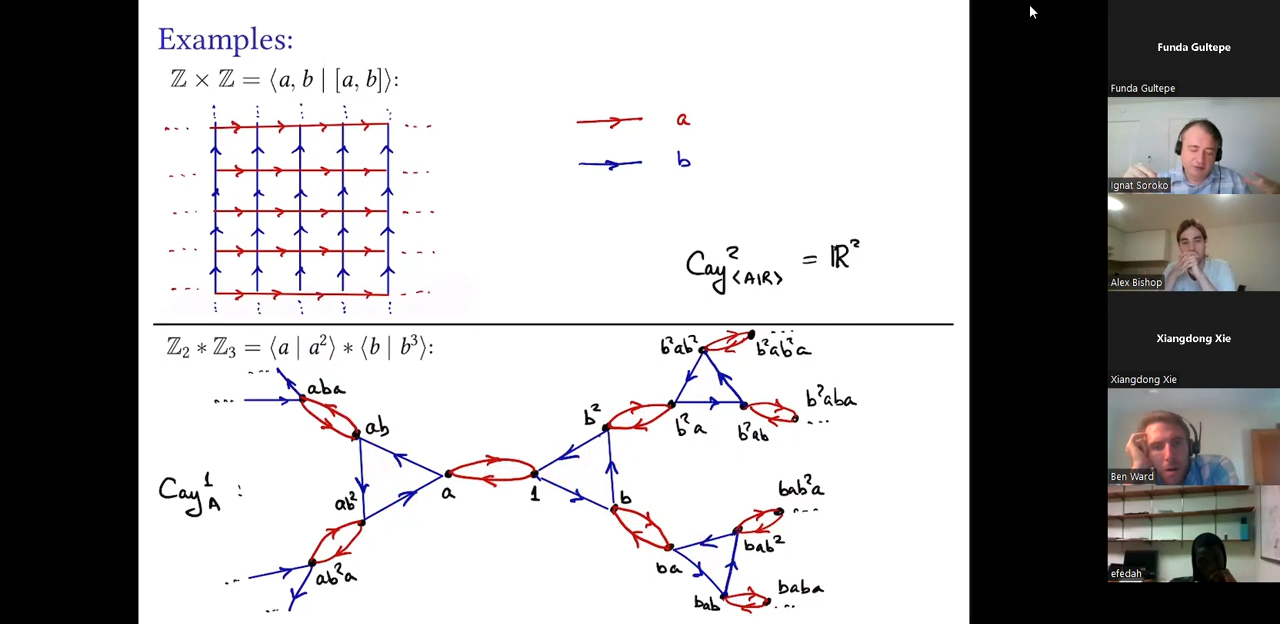 Examples:
ℤ × ℤ = ⟨a, b | [a, b]⟩:
a
b
Cay²⟨A|R⟩ = ℝ²
ℤ₂ * ℤ₃ = ⟨a | a²⟩ * ⟨b | b³⟩:
Cay¹_A :
aba
ab
ab²
ab²a
a
1
b²
b
b²a
b²ab
b²ab²
b²ab²a
b²aba
ba
bab
bab²
bab²a
baba
Funda Gultepe
Funda Gultepe
Ignat Soroko
Alex Bishop
Xiangdong Xie
Xiangdong Xie
Ben Ward
efedah